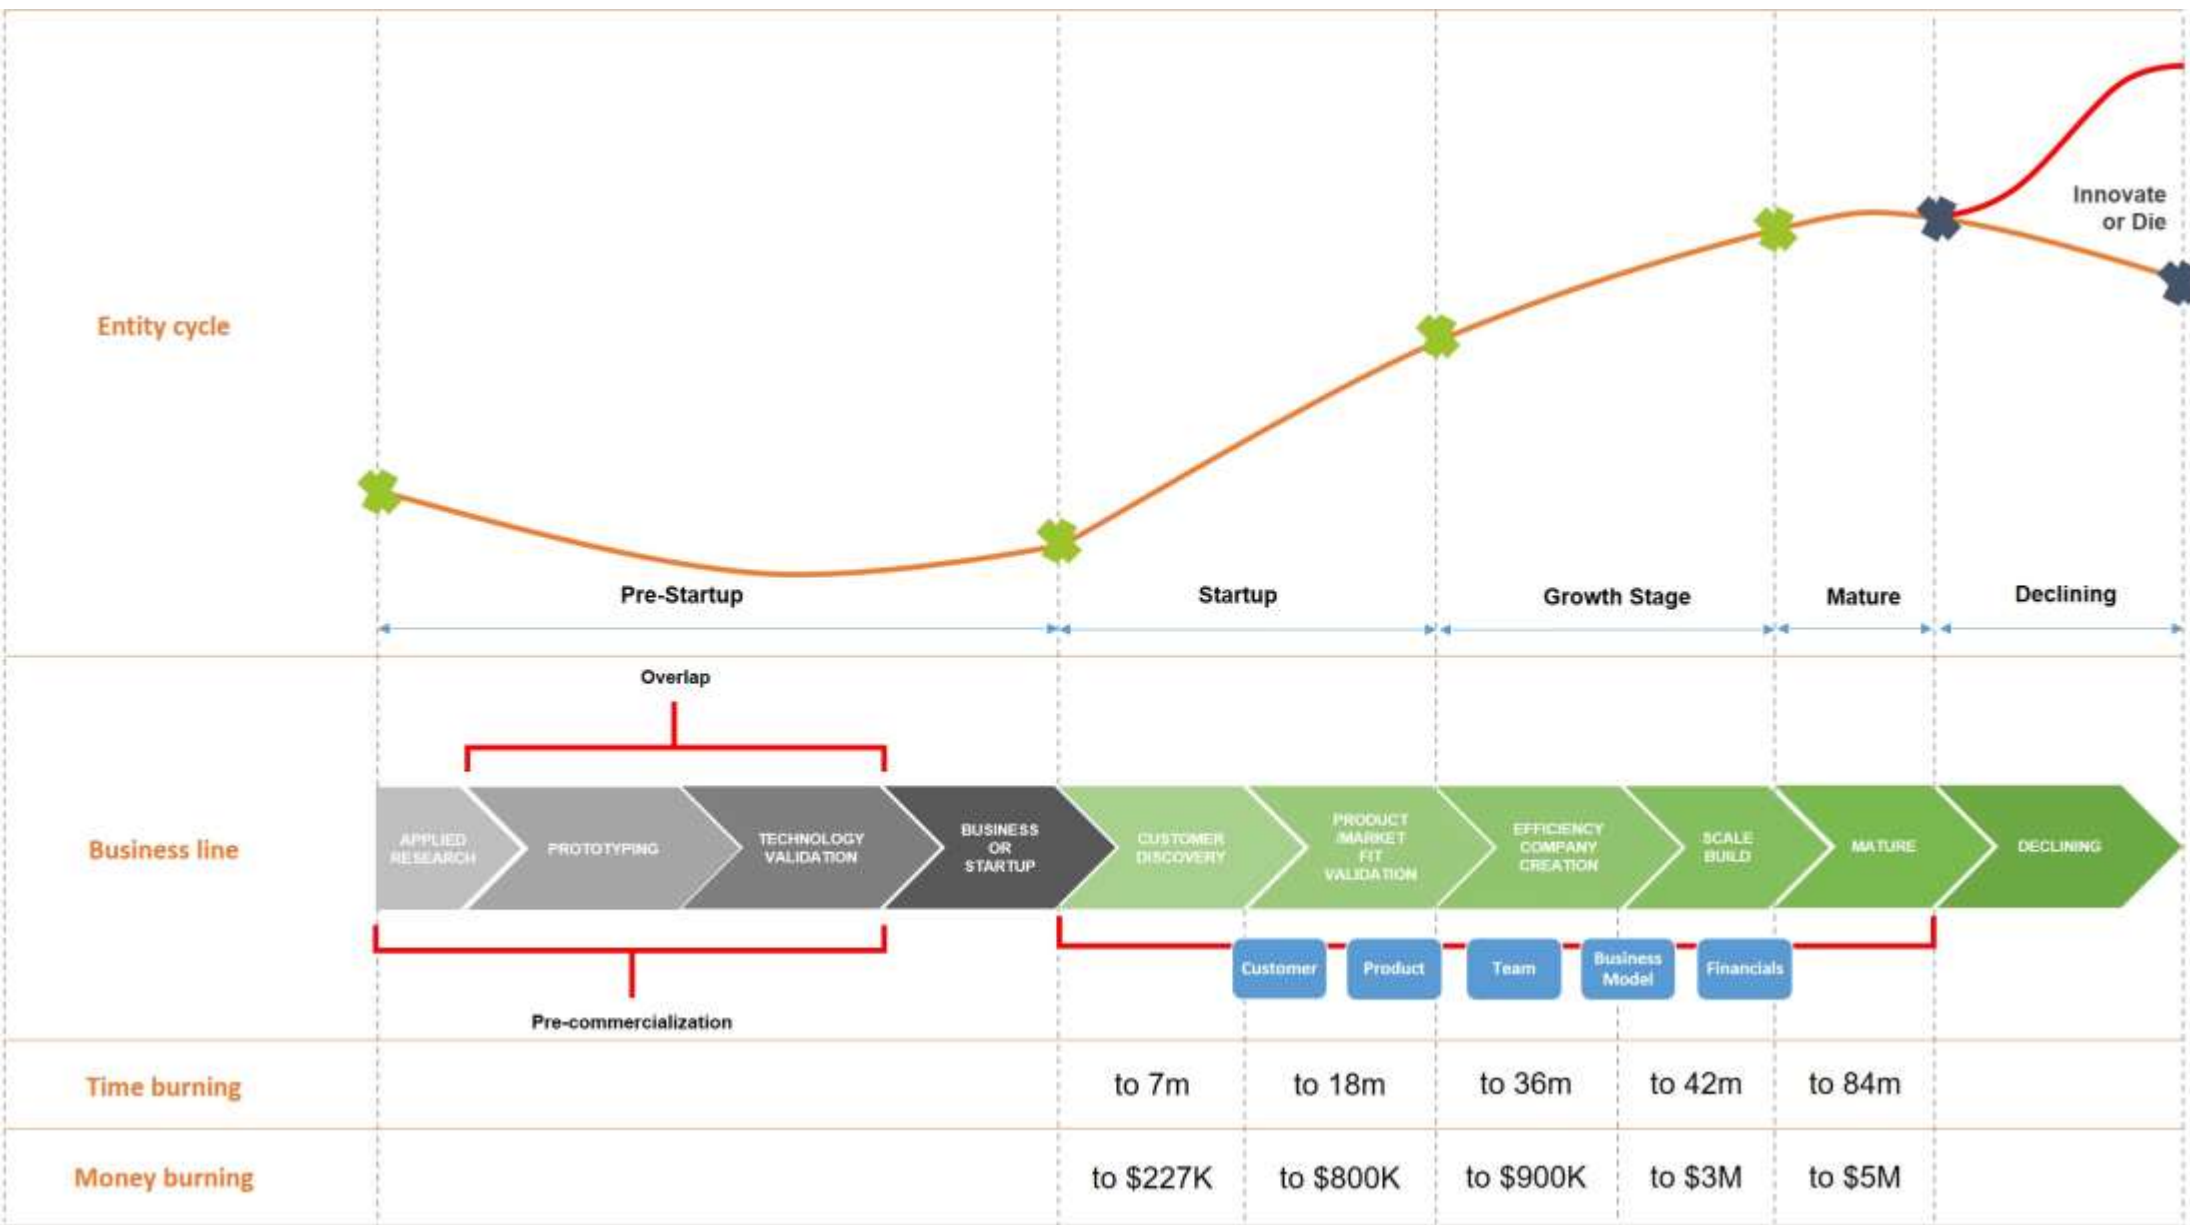 Innovate
or Die
Entity cycle
Pre-Startup
Startup
Growth Stage
Mature
Declining
Overlap
Business line
APPLIED
RESEARCH
PROTOTYPING
TECHNOLOGY
VALIDATION
BUSINESS
OR
STARTUP
CUSTOMER
DISCOVERY
PRODUCT
/MARKET
FIT
VALIDATION
EFFICIENCY
COMPANY
CREATION
SCALE
BUILD
MATURE
DECLINING
Customer
Product
Team
Business
Model
Financials
Pre-commercialization
Time burning
to 7m
to 18m
to 36m
to 42m
to 84m
Money burning
to $227K
to $800K
to $900K
to $3M
to $5M